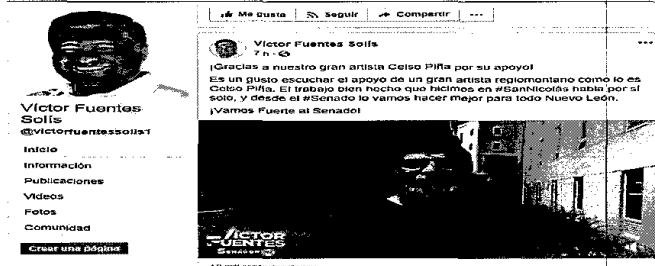 Me gusta Seguir Compartir ...
Víctor Fuentes Solís
7 h
¡Gracias a nuestro gran artista Celso Piña por su apoyo!
Es un gusto escuchar el apoyo de un gran artista regiomontano como lo es
Celso Piña. El trabajo bien hecho que hicimos en #SanNicolás habla por sí
solo, y desde el #Senado lo vamos hacer mejor para todo Nuevo León.
¡Vamos Fuerte al Senado!
Víctor Fuentes
Solís
@victorfuentessolis1
Inicio
Información
Publicaciones
Videos
Fotos
Comunidad
Crear una página
VÍCTOR
FUENTES
SENADOR